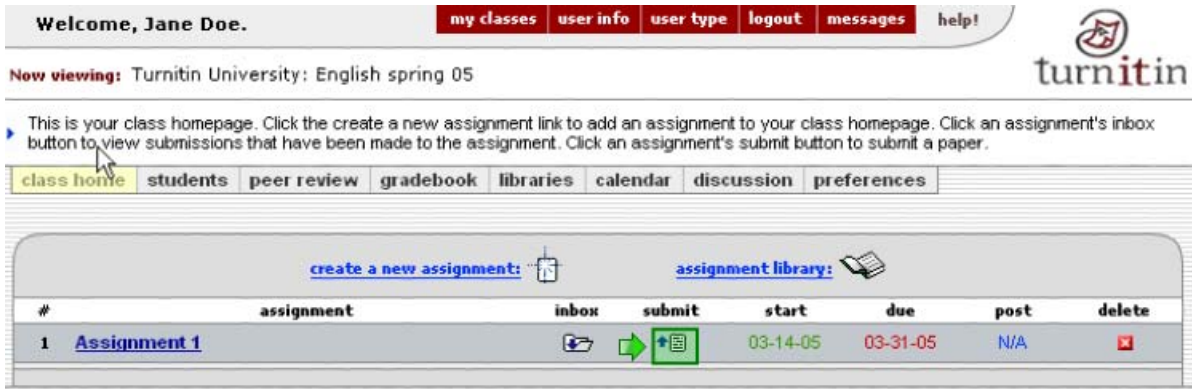 Welcome, Jane Doe.
my classes user info user type logout messages help!
turnitin
Now viewing: Turnitin University: English spring 05
This is your class homepage. Click the create a new assignment link to add an assignment to your class homepage. Click an assignment's inbox
button to view submissions that have been made to the assignment. Click an assignment's submit button to submit a paper.
class home students peer review gradebook libraries calendar discussion preferences
create a new assignment: assignment library:
# assignment inbox submit start due post delete
1 Assignment 1 03-14-05 03-31-05 N/A